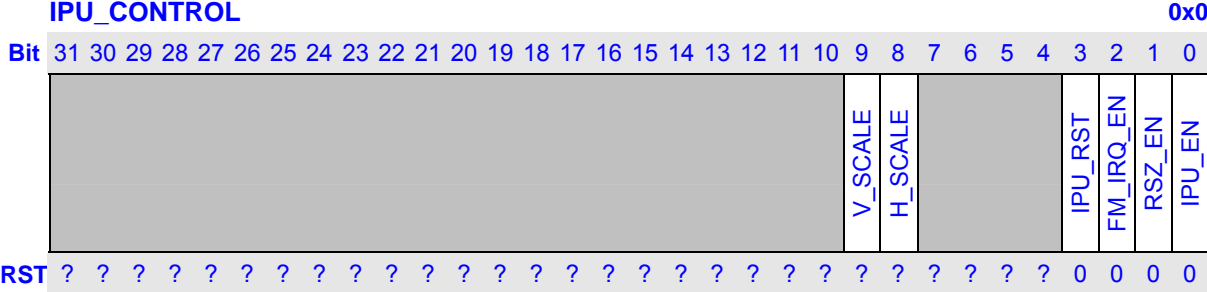 IPU_CONTROL 0x0
Bit 31 30 29 28 27 26 25 24 23 22 21 20 19 18 17 16 15 14 13 12 11 10 9 8 7 6 5 4 3 2 1 0
V_SCALE H_SCALE IPU_RST FM_IRQ_EN RSZ_EN IPU_EN
RST ? ? ? ? ? ? ? ? ? ? ? ? ? ? ? ? ? ? ? ? ? ? ? ? ? ? ? ? 0 0 0 0